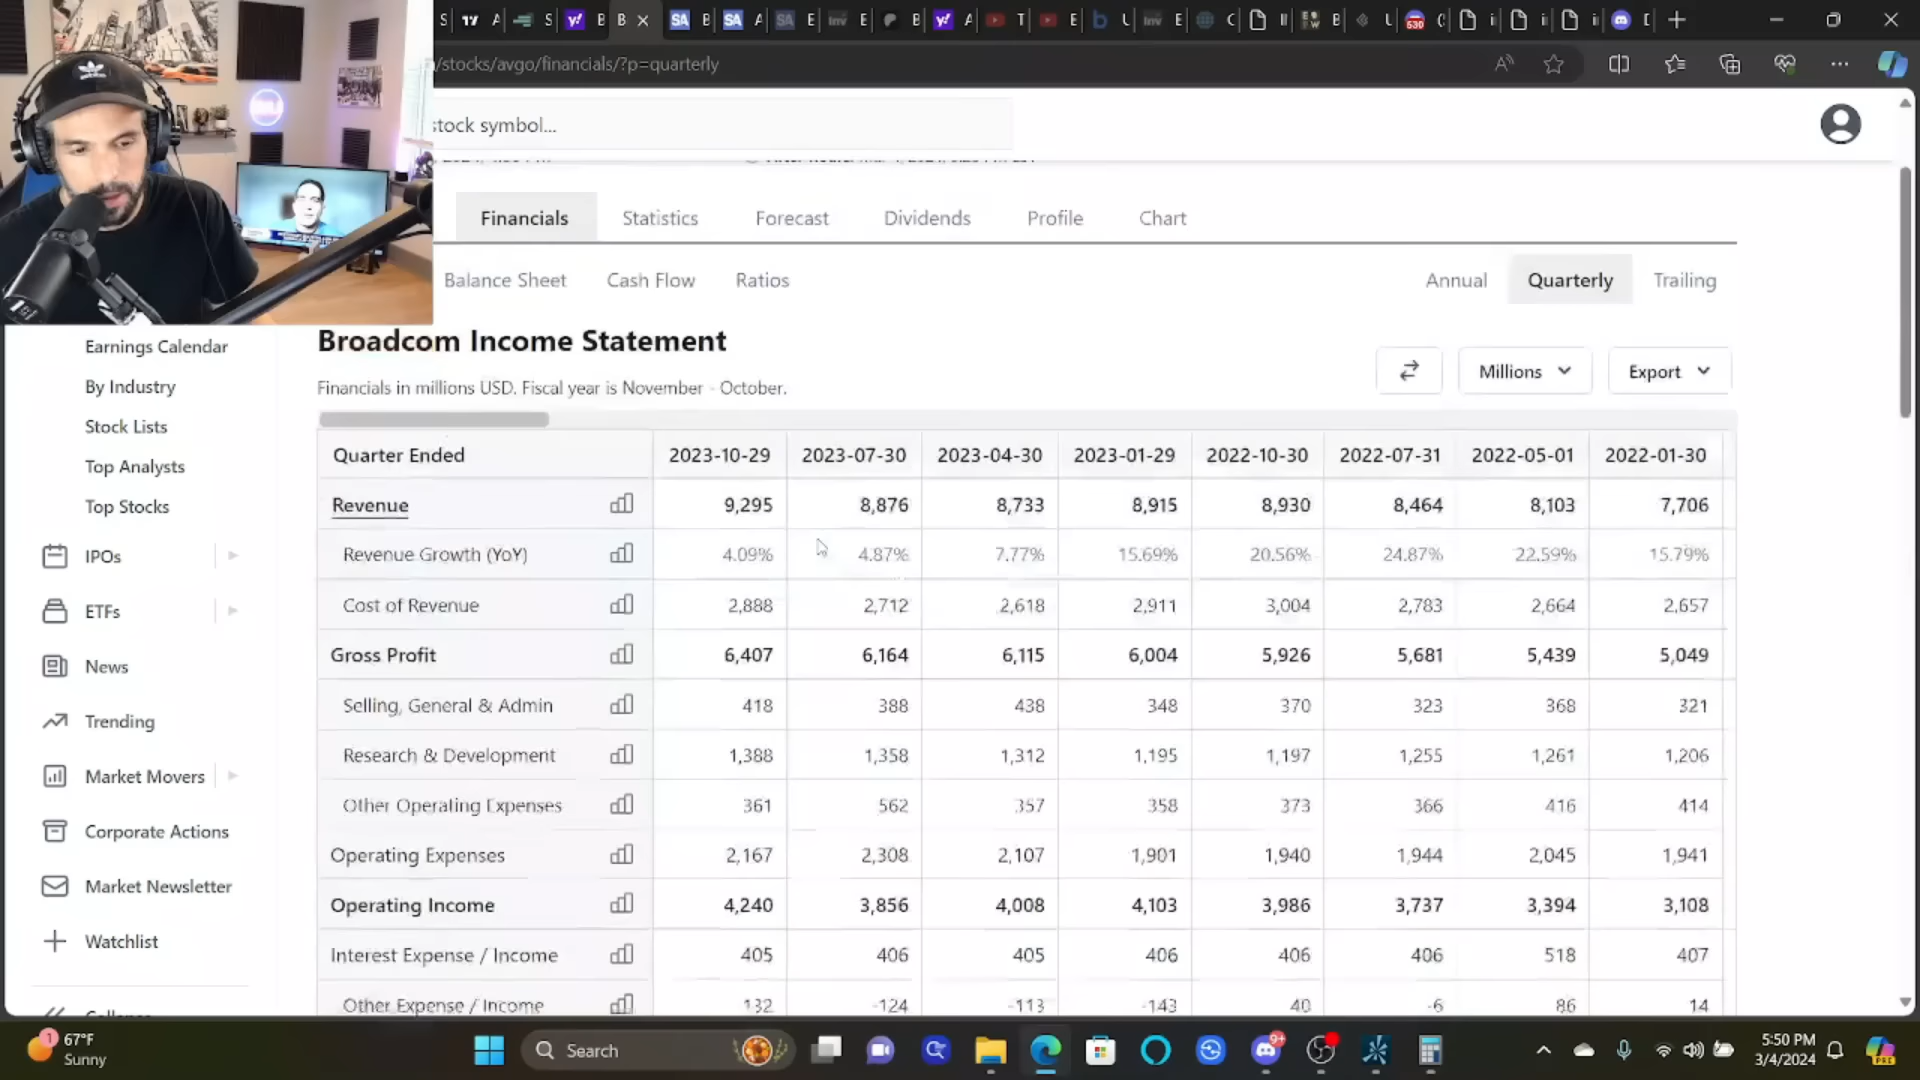 /stocks/avgo/financials/?p=quarterly
stock symbol...
Financials Statistics Forecast Dividends Profile Chart
Balance Sheet Cash Flow Ratios Annual Quarterly Trailing
Earnings Calendar
By Industry
Stock Lists
Top Analysts
Top Stocks
IPOs
ETFs
News
Trending
Market Movers
Corporate Actions
Market Newsletter
Watchlist
Broadcom Income Statement
Financials in millions USD. Fiscal year is November - October.
Millions Export
Quarter Ended 2023-10-29 2023-07-30 2023-04-30 2023-01-29 2022-10-30 2022-07-31 2022-05-01 2022-01-30
Revenue 9,295 8,876 8,733 8,915 8,930 8,464 8,103 7,706
Revenue Growth (YoY) 4.09% 4.87% 7.77% 15.69% 20.56% 24.87% 22.59% 15.79%
Cost of Revenue 2,888 2,712 2,618 2,911 3,004 2,783 2,664 2,657
Gross Profit 6,407 6,164 6,115 6,004 5,926 5,681 5,439 5,049
Selling, General & Admin 418 388 438 348 370 323 368 321
Research & Development 1,388 1,358 1,312 1,195 1,197 1,255 1,261 1,206
Other Operating Expenses 361 562 357 358 373 366 416 414
Operating Expenses 2,167 2,308 2,107 1,901 1,940 1,944 2,045 1,941
Operating Income 4,240 3,856 4,008 4,103 3,986 3,737 3,394 3,108
Interest Expense / Income 405 406 405 406 406 406 518 407
Other Expense / Income 132 -124 -113 -143 40 -6 86 14
67°F
Sunny
Search
5:50 PM
3/4/2024